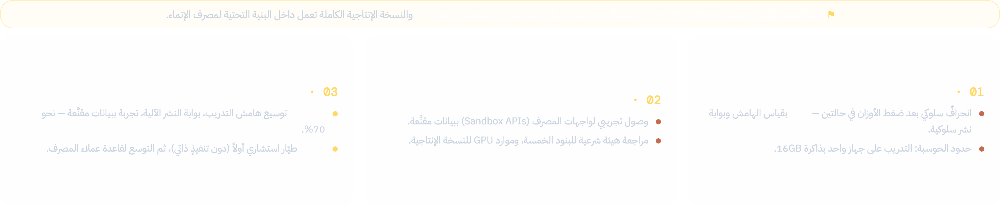 والنسخة الإنتاجية الكاملة تعمل داخل البنية التحتية لمصرف الإنماء.
01 ·
انحرافٌ سلوكي بعد ضغط الأوزان في حالتين — بقياس الهامش وبوابة
نشر سلوكية.
حدود الحوسبة: التدريب على جهاز واحد بذاكرة 16GB.
02 ·
وصول تجريبي لواجهات المصرف (Sandbox APIs) ببيانات مقنَّعة.
مراجعة هيئة شرعية للبنود الخمسة، وموارد GPU للنسخة الإنتاجية.
03 ·
توسيع هامش التدريب، بوابة النشر الآلية، تجربة ببيانات مقنَّعة — نحو
70%.
طيّار استشاري أولاً (دون تنفيذٍ ذاتي)، ثم التوسع لقاعدة عملاء المصرف.